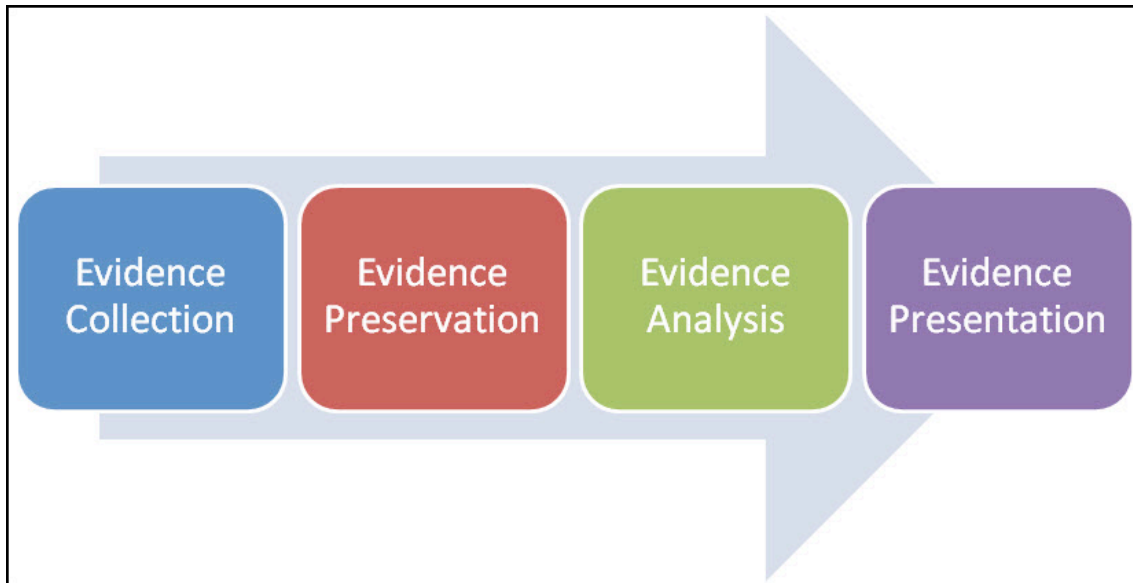 Evidence
Collection
Evidence
Preservation
Evidence
Analysis
Evidence
Presentation